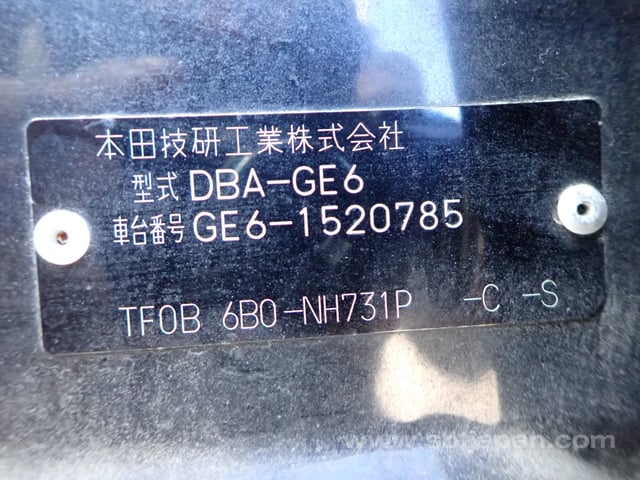 本田技研工業株式会社
型式 DBA-GE6
車台番号 GE6-1520785
TF0B 6B0-NH731P -C -S
www.sbtjapan.com